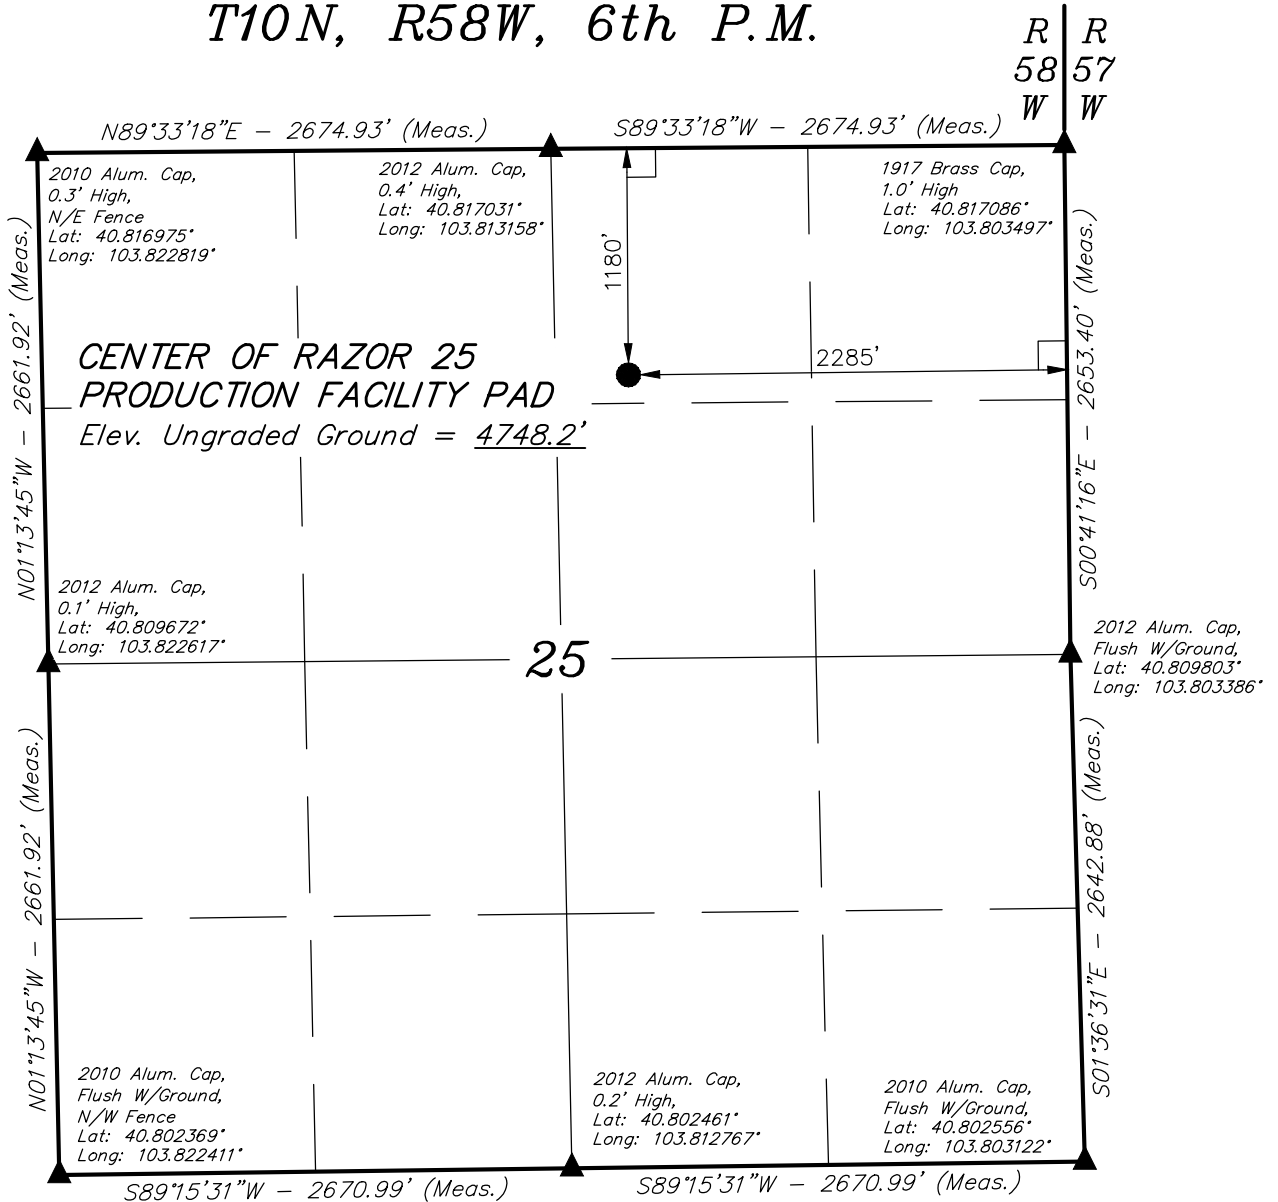 T10N, R58W, 6th P.M.
R R
58 57
W W
N89°33'18"E - 2674.93' (Meas.)
S89°33'18"W - 2674.93' (Meas.)
2010 Alum. Cap,
0.3' High,
N/E Fence
Lat: 40.816975°
Long: 103.822819°
2012 Alum. Cap,
0.4' High,
Lat: 40.817031°
Long: 103.813158°
1917 Brass Cap,
1.0' High
Lat: 40.817086°
Long: 103.803497°
N01°13'45"W - 2661.92' (Meas.)
1180'
S00°41'16"E - 2653.40' (Meas.)
CENTER OF RAZOR 25
PRODUCTION FACILITY PAD
Elev. Ungraded Ground = 4748.2'
2285'
2012 Alum. Cap,
0.1' High,
Lat: 40.809672°
Long: 103.822617°
25
2012 Alum. Cap,
Flush W/Ground,
Lat: 40.809803°
Long: 103.803386°
N01°13'45"W - 2661.92' (Meas.)
S01°36'31"E - 2642.88' (Meas.)
2010 Alum. Cap,
Flush W/Ground,
N/W Fence
Lat: 40.802369°
Long: 103.822411°
2012 Alum. Cap,
0.2' High,
Lat: 40.802461°
Long: 103.812767°
2010 Alum. Cap,
Flush W/Ground,
Lat: 40.802556°
Long: 103.803122°
S89°15'31"W - 2670.99' (Meas.)
S89°15'31"W - 2670.99' (Meas.)